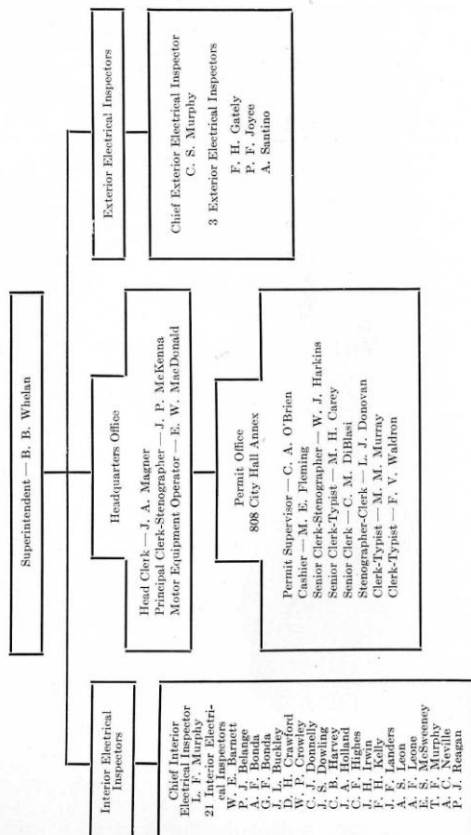 Superintendent — B. B. Whelan
Interior Electrical
Inspectors
Chief Interior
Electrical Inspector
L. F. Murphy
21 Interior Electri-
cal Inspectors
W. E. Barnett
P. J. Belange
A. F. Bonda
G. F. Bonda
J. L. Buckley
D. H. Crawford
W. P. Crowley
C. J. Donnelly
J. S. Dowling
C. B. Harvey
J. A. Holland
C. F. Highes
J. H. Irwin
F. H. Kelly
J. F. Landers
A. S. Leon
A. F. Leone
E. S. McSweeney
T. F. Murphy
A. C. Neville
P. J. Reagan
Headquarters Office
Head Clerk — J. A. Magner
Principal Clerk-Stenographer — J. P. McKenna
Motor Equipment Operator — E. W. MacDonald
Permit Office
808 City Hall Annex
Permit Supervisor — C. A. O'Brien
Cashier — M. E. Fleming
Senior Clerk-Stenographer — W. J. Harkins
Senior Clerk-Typist — M. H. Carey
Senior Clerk — C. M. DiBlasi
Stenographer-Clerk — L. J. Donovan
Clerk-Typist — M. M. Murray
Clerk-Typist — F. V. Waldron
Exterior Electrical Inspectors
Chief Exterior Electrical Inspector
C. S. Murphy
3 Exterior Electrical Inspectors
F. H. Gately
P. F. Joyce
A. Santino